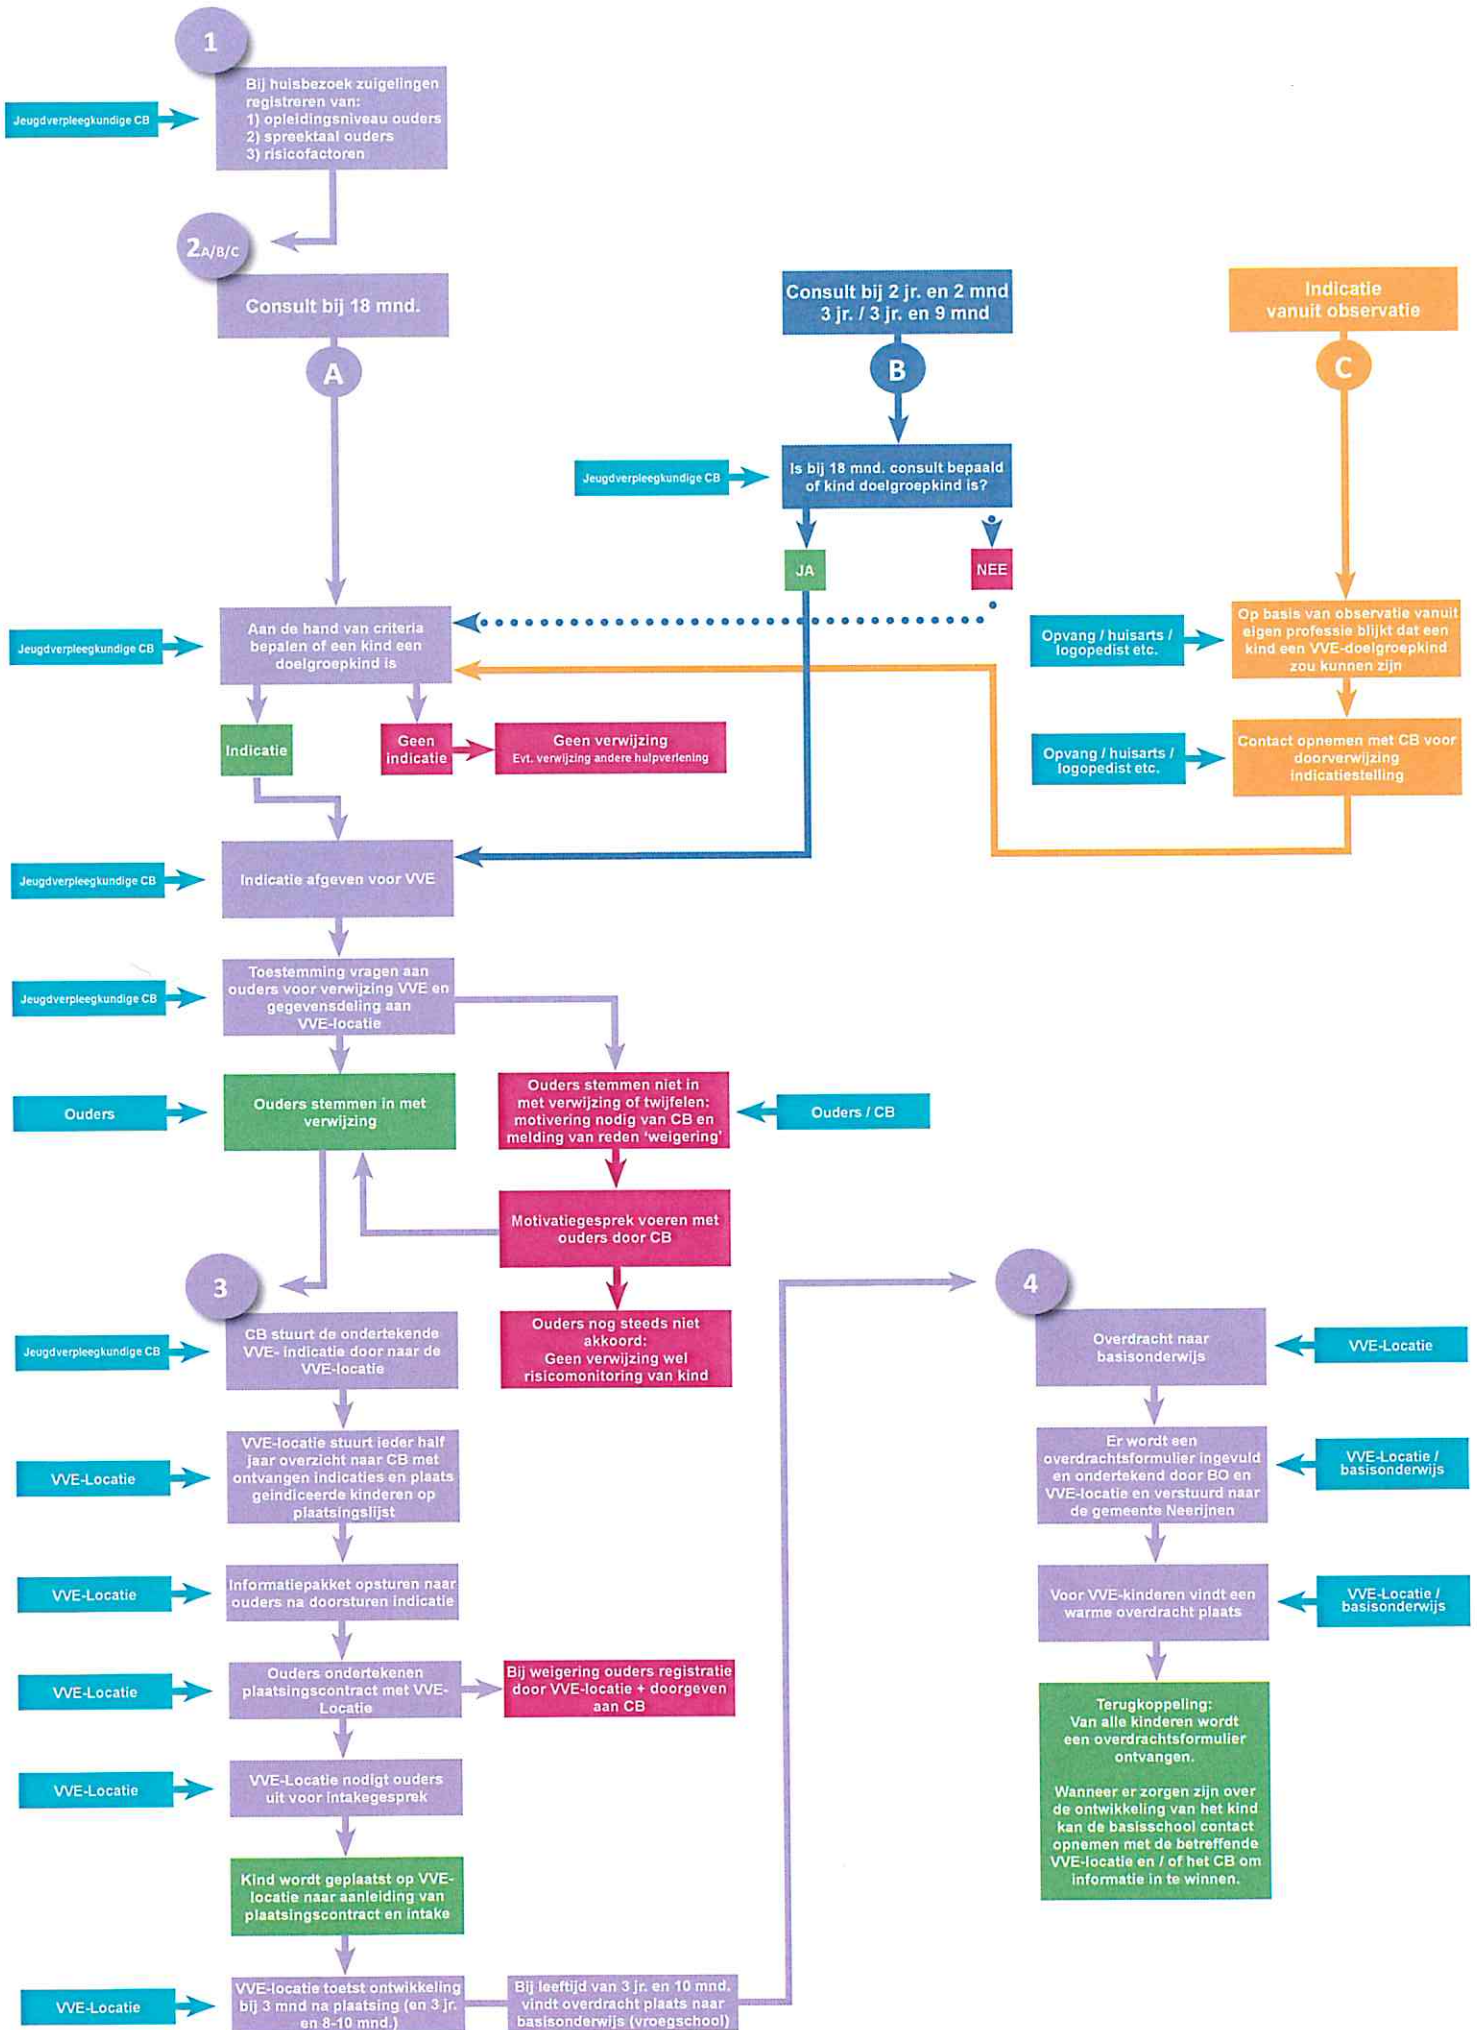 1
Bij huisbezoek zuigelingen
registreren van:
1) opleidingsniveau ouders
2) spreektaal ouders
3) risicofactoren
Jeugdverpleegkundige CB
2A/B/C
Consult bij 18 mnd.
A
Consult bij 2 jr. en 2 mnd
3 jr. / 3 jr. en 9 mnd
B
Indicatie
vanuit observatie
C
Jeugdverpleegkundige CB
Is bij 18 mnd. consult bepaald
of kind doelgroepkind is?
JA
NEE
Jeugdverpleegkundige CB
Aan de hand van criteria
bepalen of een kind een
doelgroepkind is
Opvang / huisarts /
logopedist etc.
Op basis van observatie vanuit
eigen professie blijkt dat een
kind een VVE-doelgroepkind
zou kunnen zijn
Indicatie
Geen
indicatie
Geen verwijzing
Evt. verwijzing andere hulpverlening
Opvang / huisarts /
logopedist etc.
Contact opnemen met CB voor
doorverwijzing
indicatiestelling
Jeugdverpleegkundige CB
Indicatie afgeven voor VVE
Jeugdverpleegkundige CB
Toestemming vragen aan
ouders voor verwijzing VVE en
gegevensdeling aan
VVE-locatie
Ouders
Ouders stemmen in met
verwijzing
Ouders stemmen niet in
met verwijzing of twijfelen:
motivering nodig van CB en
melding van reden ‘weigering’
Ouders / CB
Motivatiegesprek voeren met
ouders door CB
Ouders nog steeds niet
akkoord:
Geen verwijzing wel
risicomonitoring van kind
3
Jeugdverpleegkundige CB
CB stuurt de ondertekende
VVE- indicatie door naar de
VVE-locatie
VVE-Locatie
VVE-locatie stuurt ieder half
jaar overzicht naar CB met
ontvangen indicaties en plaats
geindiceerde kinderen op
plaatsingslijst
VVE-Locatie
Informatiepakket opsturen naar
ouders na doorsturen indicatie
VVE-Locatie
Ouders ondertekenen
plaatsingscontract met VVE-
Locatie
Bij weigering ouders registratie
door VVE-locatie + doorgeven
aan CB
VVE-Locatie
VVE-Locatie nodigt ouders
uit voor intakegesprek
Kind wordt geplaatst op VVE-
locatie naar aanleiding van
plaatsingscontract en intake
VVE-Locatie
VVE-locatie toetst ontwikkeling
bij 3 mnd na plaatsing (en 3 jr.
en 8-10 mnd.)
Bij leeftijd van 3 jr. en 10 mnd.
vindt overdracht plaats naar
basisonderwijs (vroegschool)
4
Overdracht naar
basisonderwijs
VVE-Locatie
Er wordt een
overdrachtsformulier ingevuld
en ondertekend door BO en
VVE-locatie en verstuurd naar
de gemeente Neerijnen
VVE-Locatie /
basisonderwijs
Voor VVE-kinderen vindt een
warme overdracht plaats
VVE-Locatie /
basisonderwijs
Terugkoppeling:
Van alle kinderen wordt
een overdrachtsformulier
ontvangen.
Wanneer er zorgen zijn over
de ontwikkeling van het kind
kan de basisschool contact
opnemen met de betreffende
VVE-locatie en / of het CB om
informatie in te winnen.